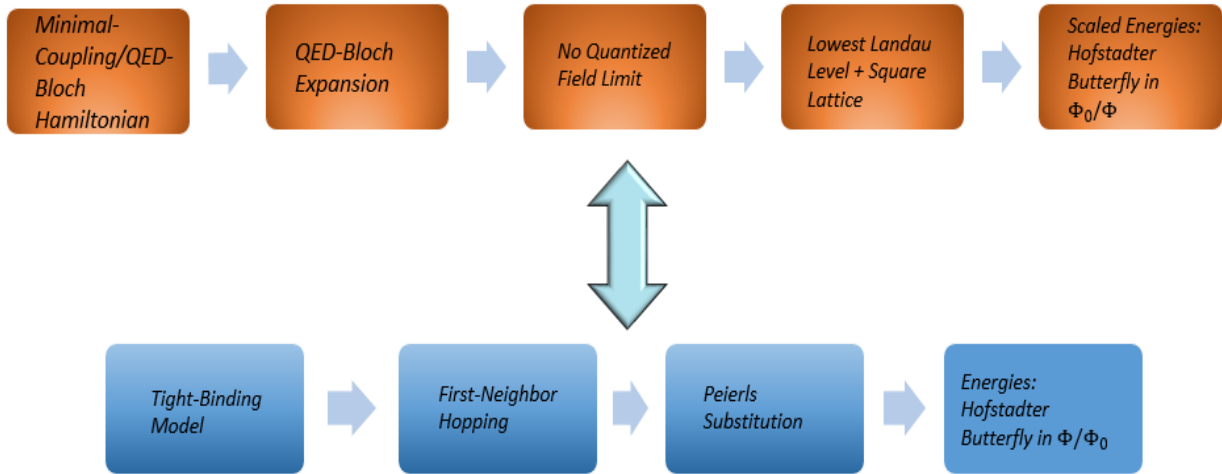 Minimal-
Coupling/QED-
Bloch
Hamiltonian
QED-Bloch
Expansion
No Quantized
Field Limit
Lowest Landau
Level + Square
Lattice
Scaled Energies:
Hofstadter
Butterfly in
Φ₀/Φ
Tight-Binding
Model
First-Neighbor
Hopping
Peierls
Substitution
Energies:
Hofstadter
Butterfly in Φ/Φ₀